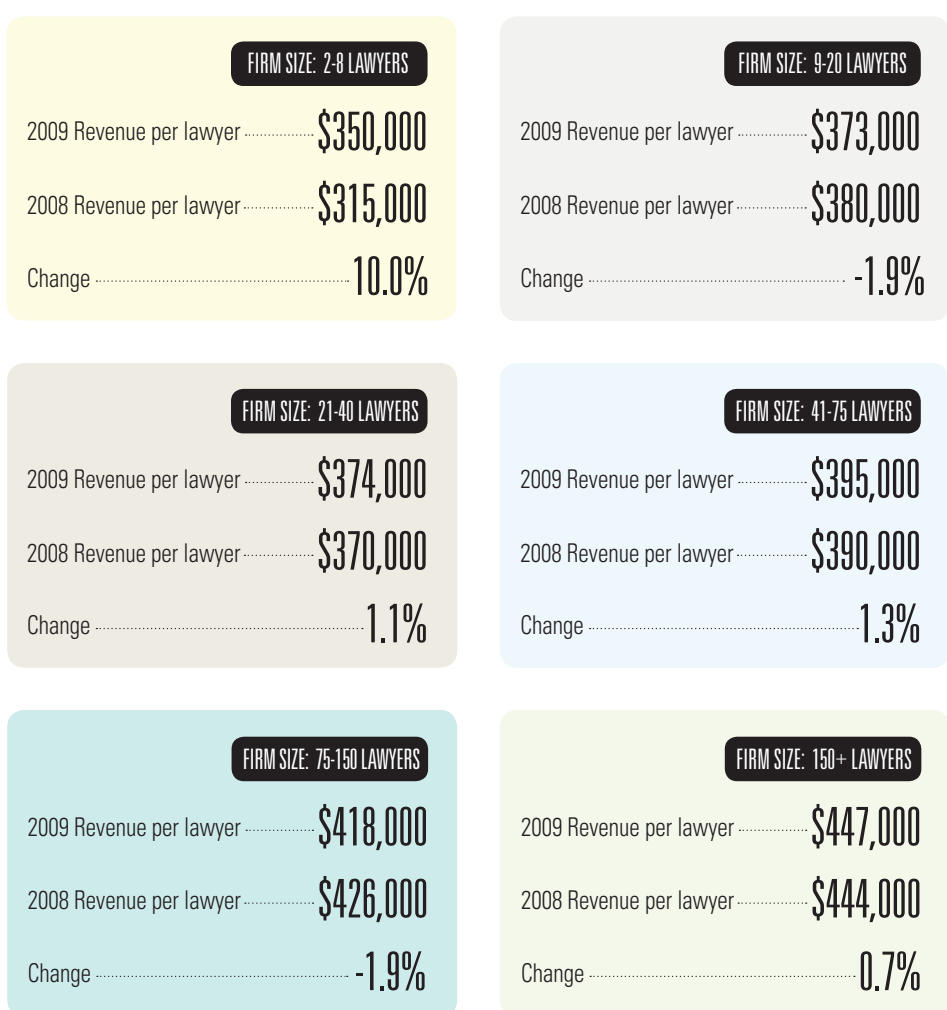 FIRM SIZE: 2-8 LAWYERS
2009 Revenue per lawyer $350,000
2008 Revenue per lawyer $315,000
Change 10.0%
FIRM SIZE: 9-20 LAWYERS
2009 Revenue per lawyer $373,000
2008 Revenue per lawyer $380,000
Change -1.9%
FIRM SIZE: 21-40 LAWYERS
2009 Revenue per lawyer $374,000
2008 Revenue per lawyer $370,000
Change 1.1%
FIRM SIZE: 41-75 LAWYERS
2009 Revenue per lawyer $395,000
2008 Revenue per lawyer $390,000
Change 1.3%
FIRM SIZE: 75-150 LAWYERS
2009 Revenue per lawyer $418,000
2008 Revenue per lawyer $426,000
Change -1.9%
FIRM SIZE: 150+ LAWYERS
2009 Revenue per lawyer $447,000
2008 Revenue per lawyer $444,000
Change 0.7%